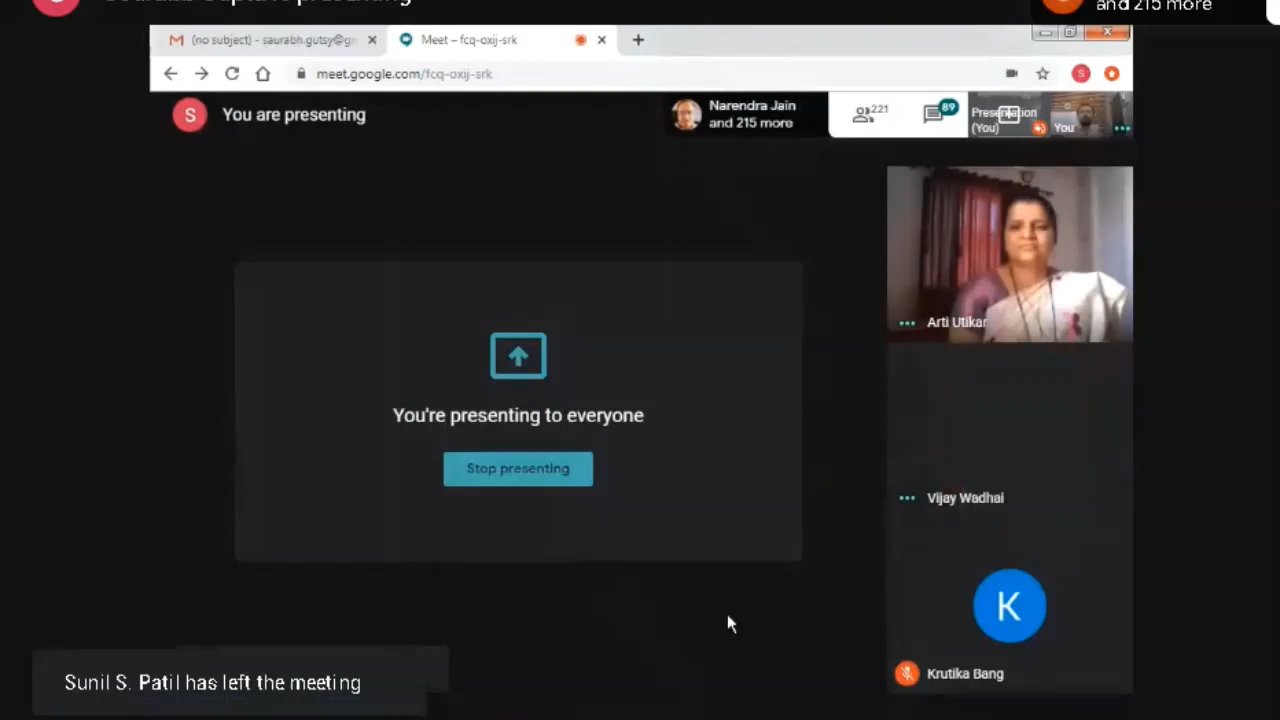 and 215 more
(no subject) - saurabh.gutsy@g
Meet – fcq-oxij-srk
meet.google.com/fcq-oxij-srk
S
You are presenting
Narendra Jain
and 215 more
221
89
Presentation
(You)
You
Arti Utikar
You're presenting to everyone
Stop presenting
Vijay Wadhai
K
Krutika Bang
Sunil S. Patil has left the meeting